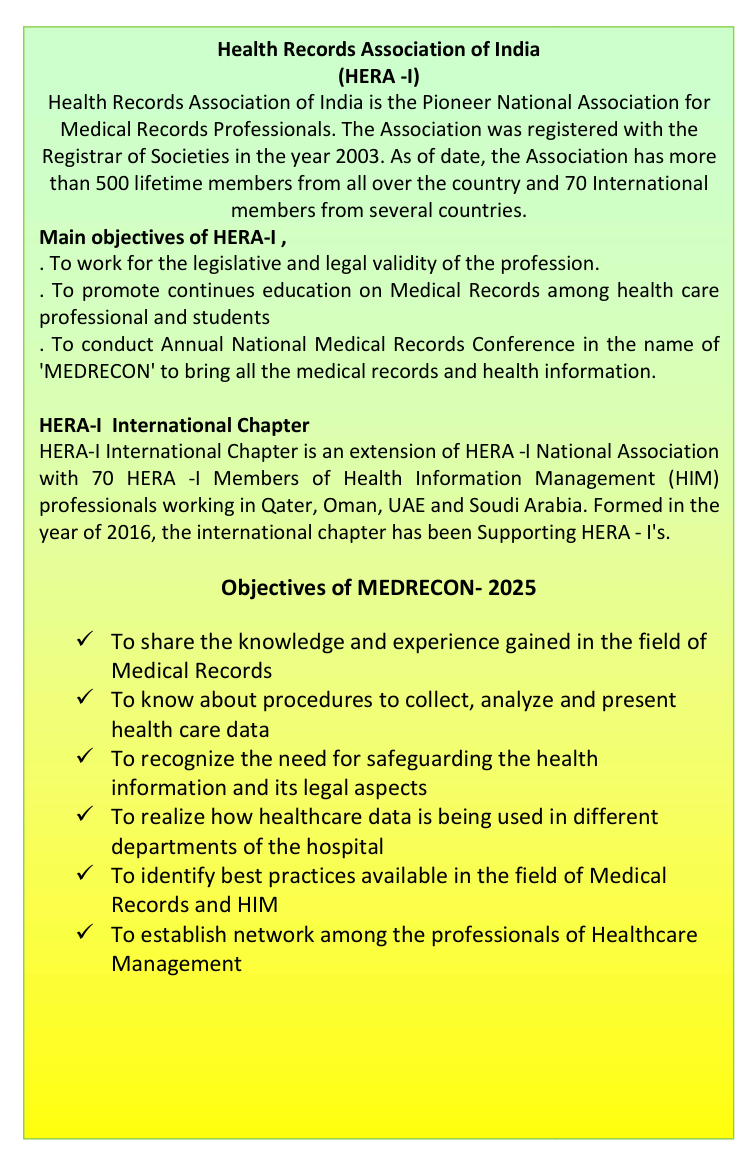 Health Records Association of India
(HERA -I)
Health Records Association of India is the Pioneer National Association for
Medical Records Professionals. The Association was registered with the
Registrar of Societies in the year 2003. As of date, the Association has more
than 500 lifetime members from all over the country and 70 International
members from several countries.
Main objectives of HERA-I ,
. To work for the legislative and legal validity of the profession.
. To promote continues education on Medical Records among health care
professional and students
. To conduct Annual National Medical Records Conference in the name of
'MEDRECON' to bring all the medical records and health information.
HERA-I International Chapter
HERA-I International Chapter is an extension of HERA -I National Association
with 70 HERA -I Members of Health Information Management (HIM)
professionals working in Qater, Oman, UAE and Soudi Arabia. Formed in the
year of 2016, the international chapter has been Supporting HERA - I's.
Objectives of MEDRECON- 2025
✓ To share the knowledge and experience gained in the field of
Medical Records
✓ To know about procedures to collect, analyze and present
health care data
✓ To recognize the need for safeguarding the health
information and its legal aspects
✓ To realize how healthcare data is being used in different
departments of the hospital
✓ To identify best practices available in the field of Medical
Records and HIM
✓ To establish network among the professionals of Healthcare
Management